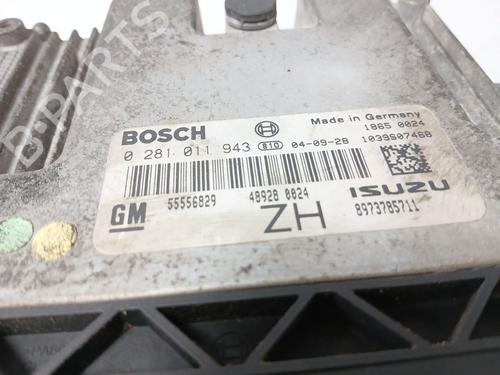 BOSCH
Made in Germany
1865 0024
0 281 011 943 810 04-09-28 1039S07468
GM 55556829 48928 0024 ISUZU
ZH 8973785711
B-PARTS